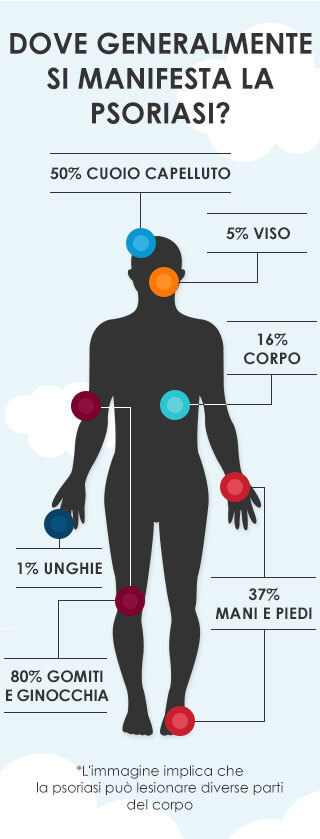 DOVE GENERALMENTE
SI MANIFESTA LA
PSORIASI?
50% CUOIO CAPELLUTO
5% VISO
16%
CORPO
1% UNGHIE
37%
MANI E PIEDI
80% GOMITI
E GINOCCHIA
*L'immagine implica che
la psoriasi può lesionare diverse parti
del corpo